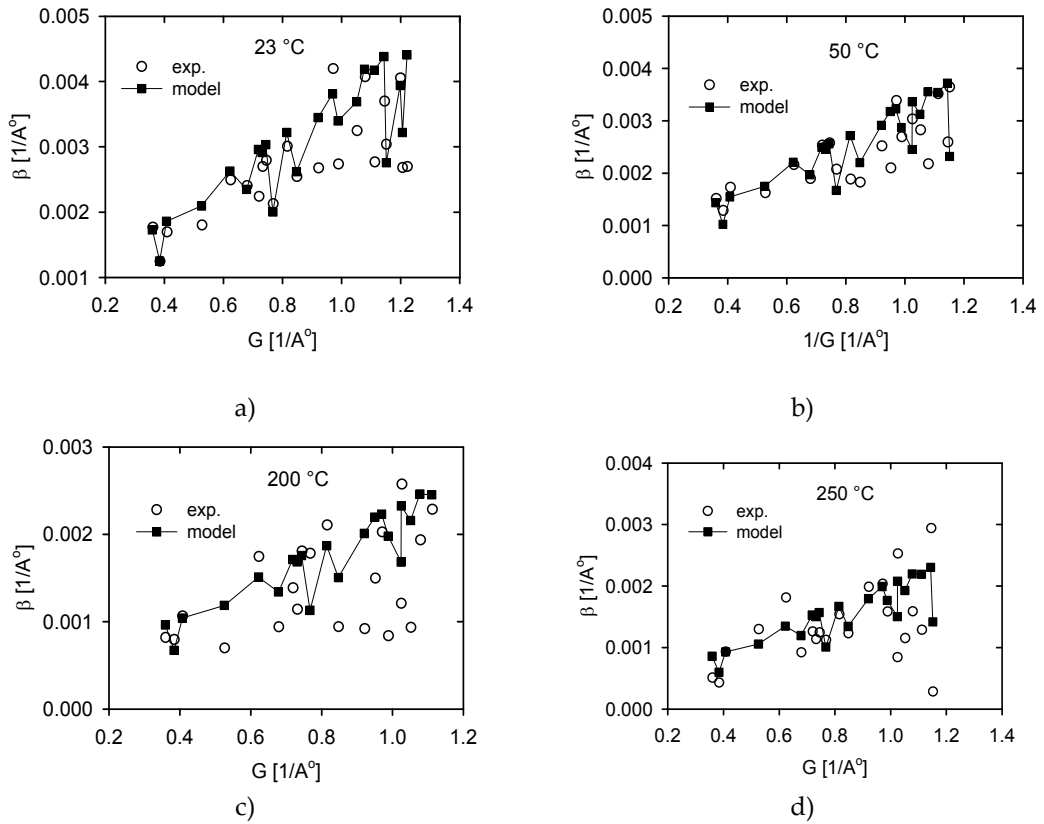 23 °C
exp.
model
β [1/A°]
0.005
0.004
0.003
0.002
0.001
0.2 0.4 0.6 0.8 1.0 1.2 1.4
G [1/A°]
a)
50 °C
exp.
model
β [1/A°]
0.005
0.004
0.003
0.002
0.001
0.000
0.2 0.4 0.6 0.8 1.0 1.2 1.4
1/G [1/A°]
b)
200 °C
exp.
model
β [1/A°]
0.003
0.002
0.001
0.000
0.2 0.4 0.6 0.8 1.0 1.2
G [1/A°]
c)
250 °C
exp.
model
β [1/A°]
0.004
0.003
0.002
0.001
0.000
0.2 0.4 0.6 0.8 1.0 1.2 1.4
G [1/A°]
d)